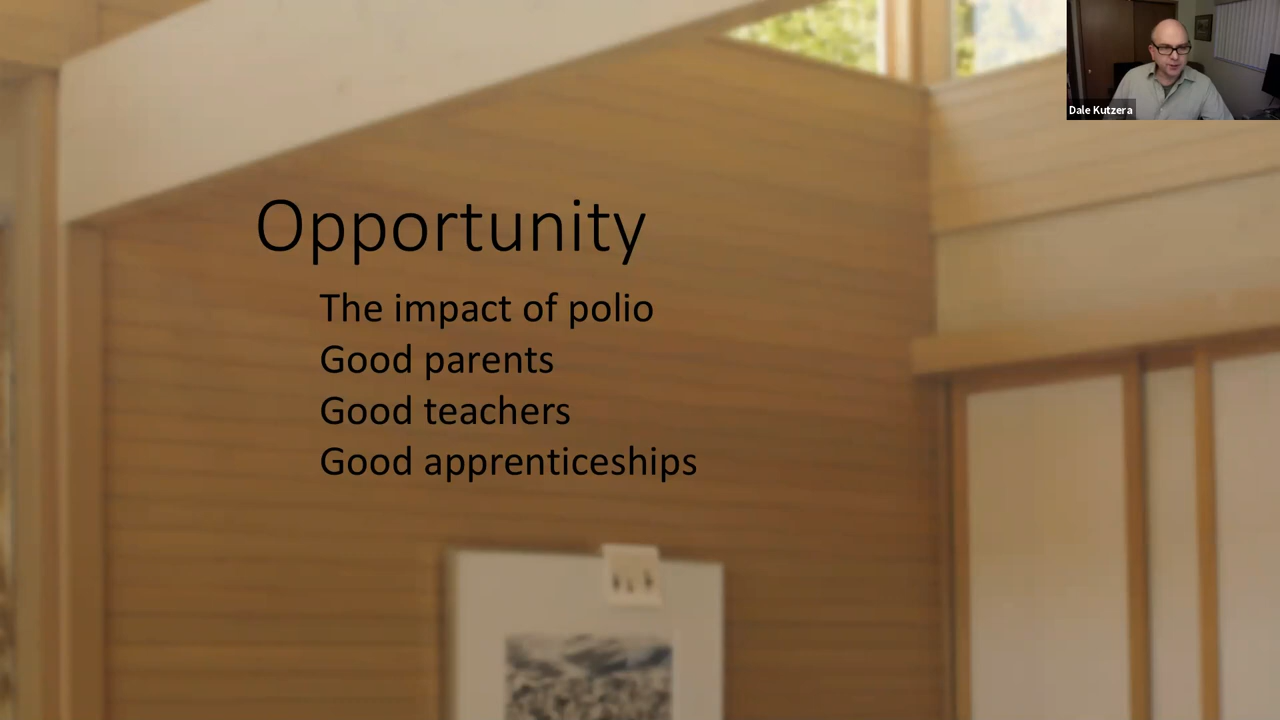 Dale Kutzera
Opportunity
The impact of polio
Good parents
Good teachers
Good apprenticeships